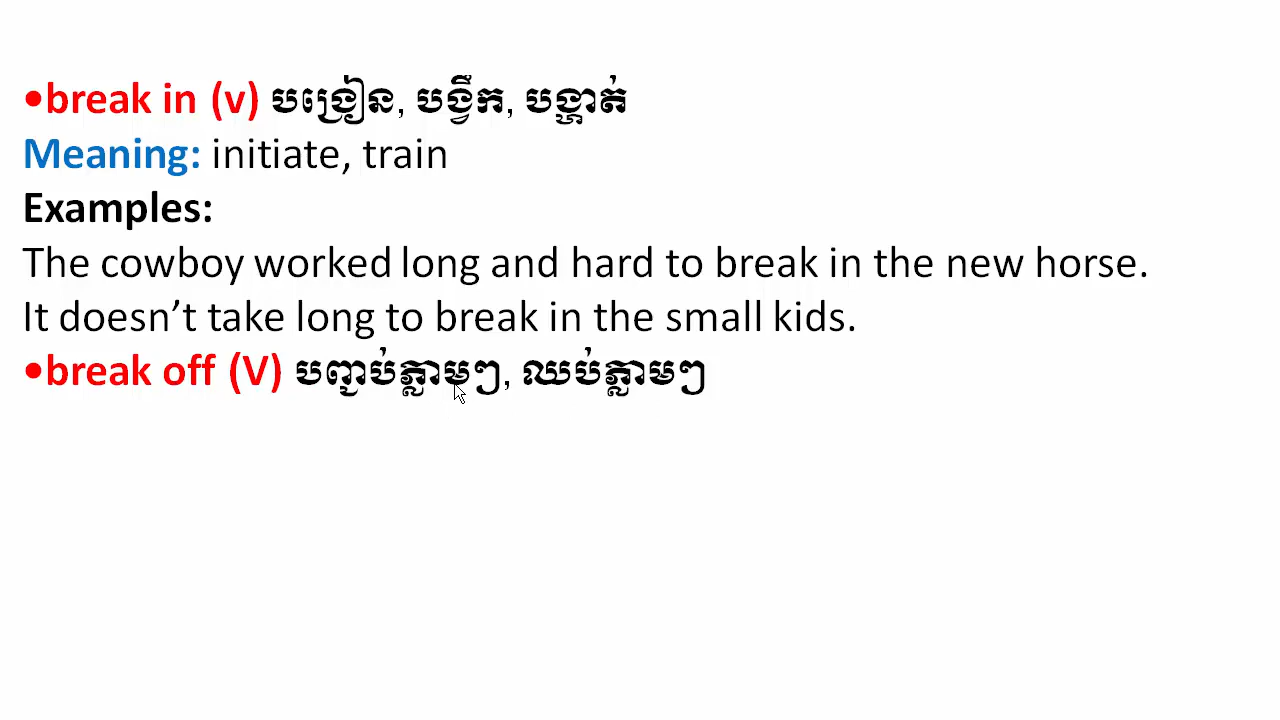 •break in (v) បង្រៀន, បង្វឹក, បង្ហាត់
Meaning: initiate, train
Examples:
The cowboy worked long and hard to break in the new horse.
It doesn’t take long to break in the small kids.
•break off (V) បញ្ជប់ភ្លាមៗ, ឈប់ភ្លាមៗ